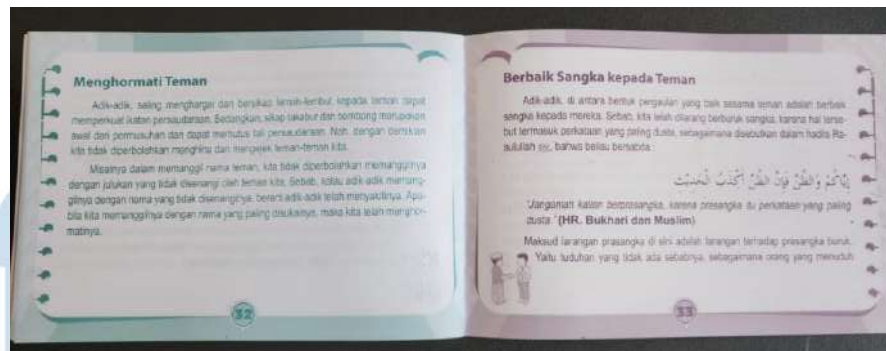 Menghormati Teman
Adik-adik, saling menghargai dan bersikap lemah-lembut kepada teman dapat
memperkuat ikatan persaudaraan. Sedangkan, sikap takabur dan sombong merupakan
awal dari permusuhan dan dapat memutus tali persaudaraan. Nah, dengan demikian
kita tidak diperbolehkan menghina dan mengejek teman-teman kita.
Misalnya dalam memanggil nama teman, kita tidak diperbolehkan memanggilnya
dengan julukan yang tidak disenangi oleh teman kita. Sebab, kalau adik-adik memang-
gilnya dengan nama yang tidak disenanginya, berarti adik-adik telah menyakitinya. Apa-
bila kita memanggilnya dengan nama yang paling disukainya, maka kita telah menghor-
matinya.
32
Berbaik Sangka kepada Teman
Adik-adik, di antara bentuk pergaulan yang baik sesama teman adalah berbaik
sangka kepada mereka. Sebab, kita telah dilarang berburuk sangka, karena hal terse-
but termasuk perkataan yang paling dusta, sebagaimana disebutkan dalam hadits Ra-
sulullah ﷺ, bahwa beliau bersabda :
إِيَّاكُمْ وَالظَّنَّ فَإِنَّ الظَّنَّ أَكْذَبُ الْحَدِيْثِ
"Janganlah kalian berprasangka, karena prasangka itu perkataan yang paling
dusta." (HR. Bukhari dan Muslim)
Maksud larangan prasangka di sini adalah larangan terhadap prasangka buruk.
Yaitu tuduhan yang tidak ada sebabnya, sebagaimana orang yang menuduh
33